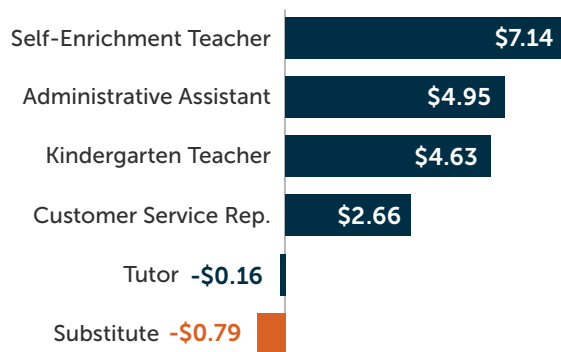 Self-Enrichment Teacher $7.14
Administrative Assistant $4.95
Kindergarten Teacher $4.63
Customer Service Rep. $2.66
Tutor -$0.16
Substitute -$0.79